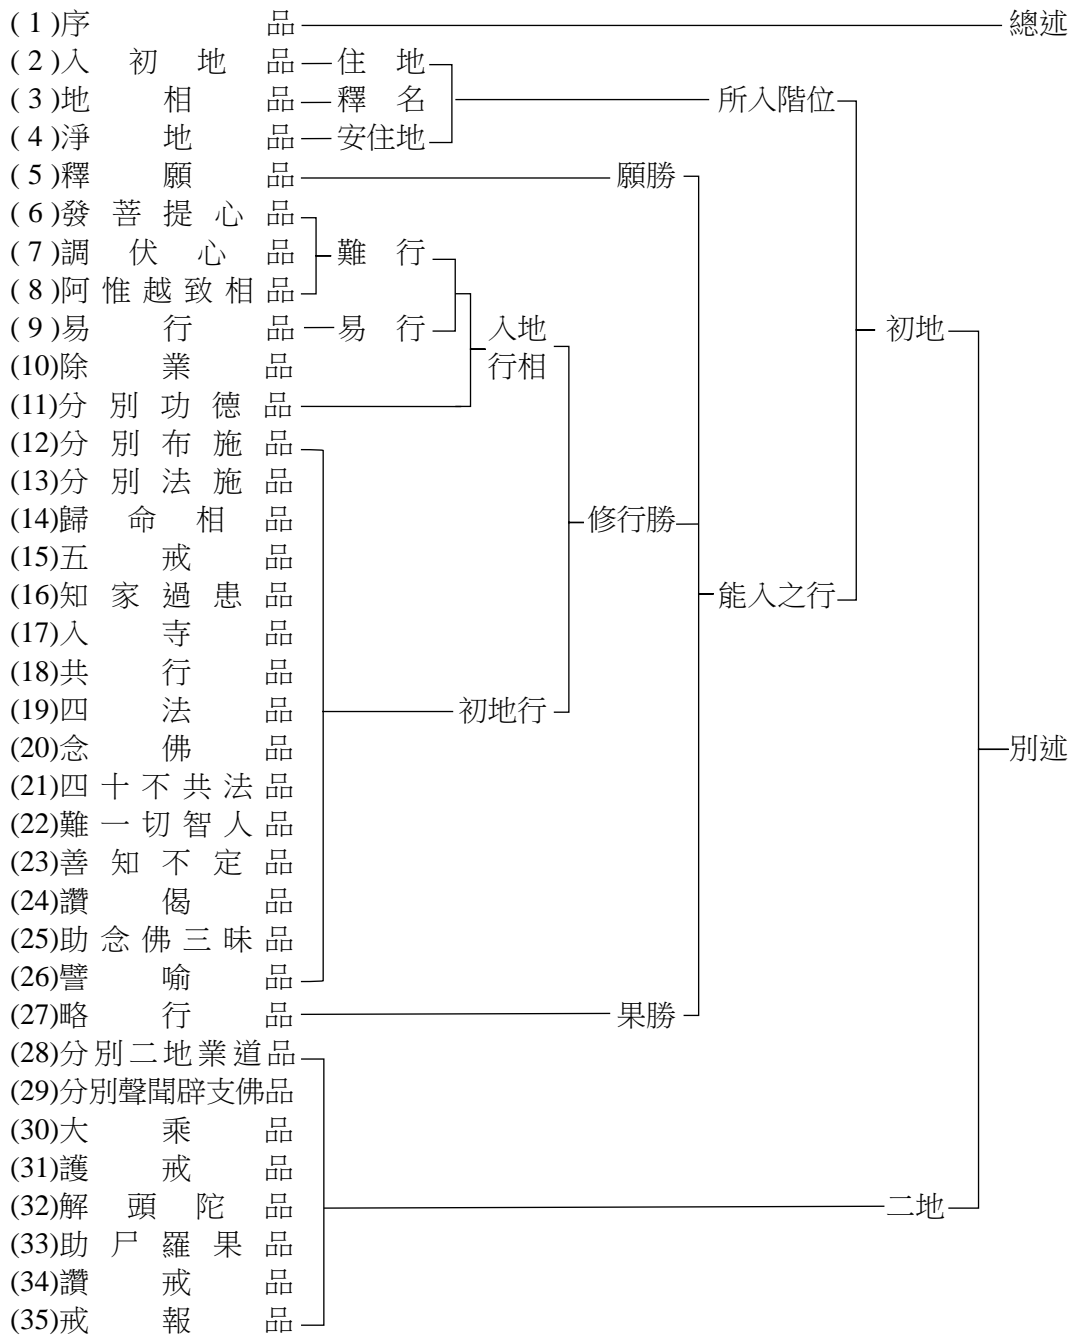 ( 1 )序品 總述
( 2 )入初地品 住地
( 3 )地相品 釋名 所入階位
( 4 )淨地品 安住地
( 5 )釋願品 願勝
( 6 )發菩提心品
( 7 )調伏心品 難行
( 8 )阿惟越致相品
( 9 )易行品 易行 入地 初地
(10)除業品 行相
(11)分別功德品
(12)分別布施品
(13)分別法施品
(14)歸命相品 修行勝
(15)五戒品
(16)知家過患品 能入之行
(17)入寺品
(18)共行品
(19)四法品 初地行
(20)念佛品 別述
(21)四十不共法品
(22)難一切智人品
(23)善知不定品
(24)讚偈品
(25)助念佛三昧品
(26)譬喻品
(27)略行品 果勝
(28)分別二地業道品
(29)分別聲聞辟支佛品
(30)大乘品
(31)護戒品
(32)解頭陀品 二地
(33)助尸羅果品
(34)讚戒品
(35)戒報品